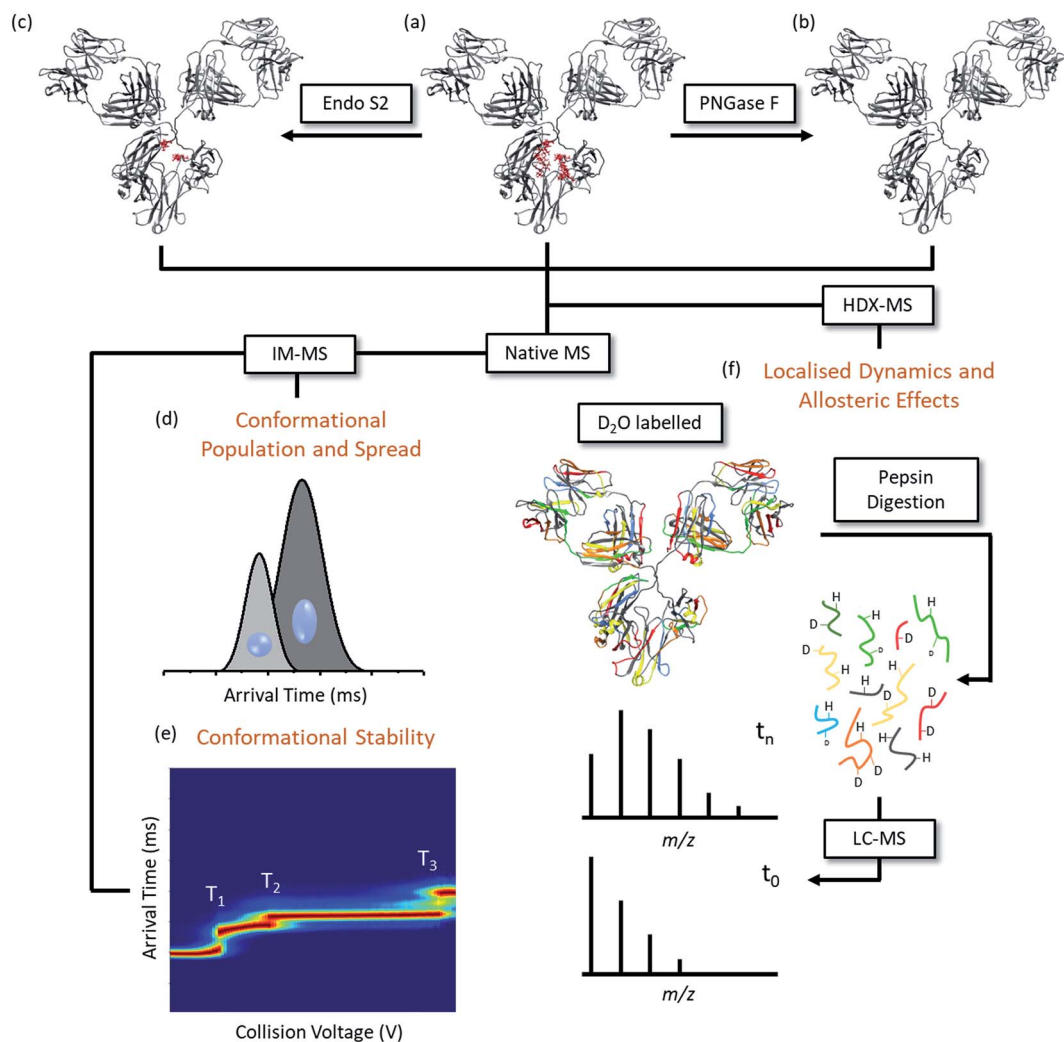 (c)
(a)
(b)
Endo S2
PNGase F
HDX-MS
IM-MS
Native MS
(f)
Localised Dynamics and
Allosteric Effects
(d)
Conformational
Population and Spread
D₂O labelled
Pepsin
Digestion
H
H
H
D
D
D
D
D
H
H
H
D
H
H
D
H
D
D
H
D
D
Arrival Time (ms)
(e)
Conformational Stability
tₙ
m/z
LC-MS
t₀
m/z
Arrival Time (ms)
T₁
T₂
T₃
Collision Voltage (V)